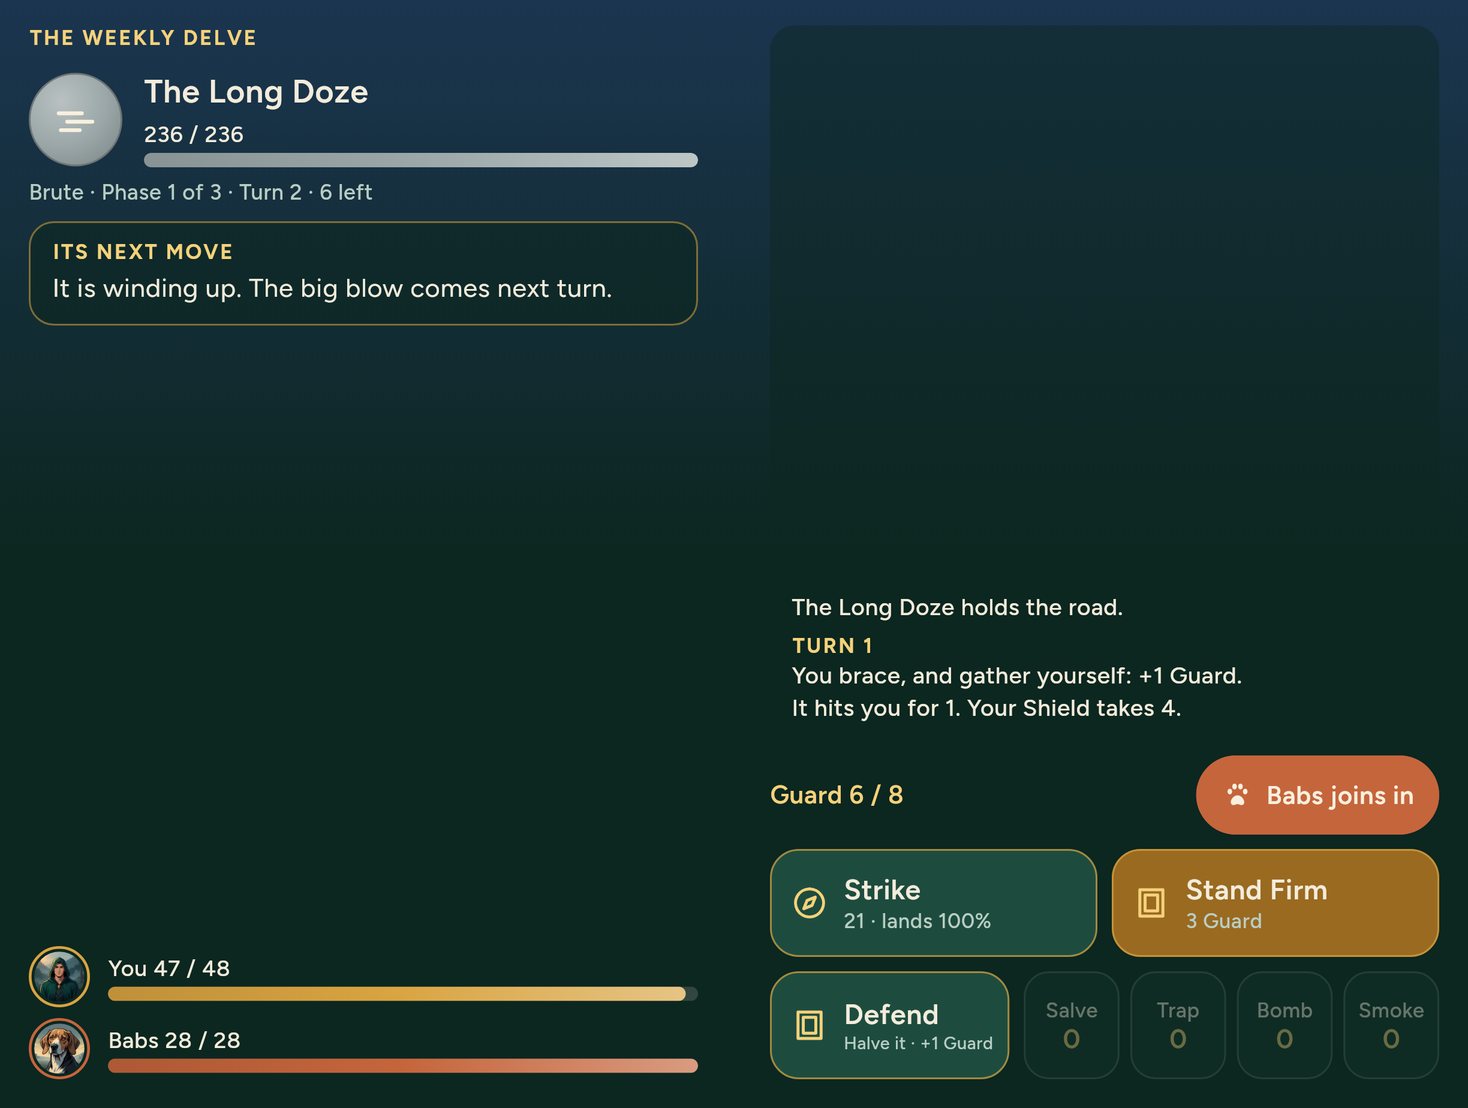 THE WEEKLY DELVE
The Long Doze
236 / 236
Brute · Phase 1 of 3 · Turn 2 · 6 left
ITS NEXT MOVE
It is winding up. The big blow comes next turn.
You 47 / 48
Babs 28 / 28
The Long Doze holds the road.
TURN 1
You brace, and gather yourself: +1 Guard.
It hits you for 1. Your Shield takes 4.
Guard 6 / 8
Babs joins in
Strike
21 · lands 100%
Stand Firm
3 Guard
Defend
Halve it · +1 Guard
Salve
0
Trap
0
Bomb
0
Smoke
0